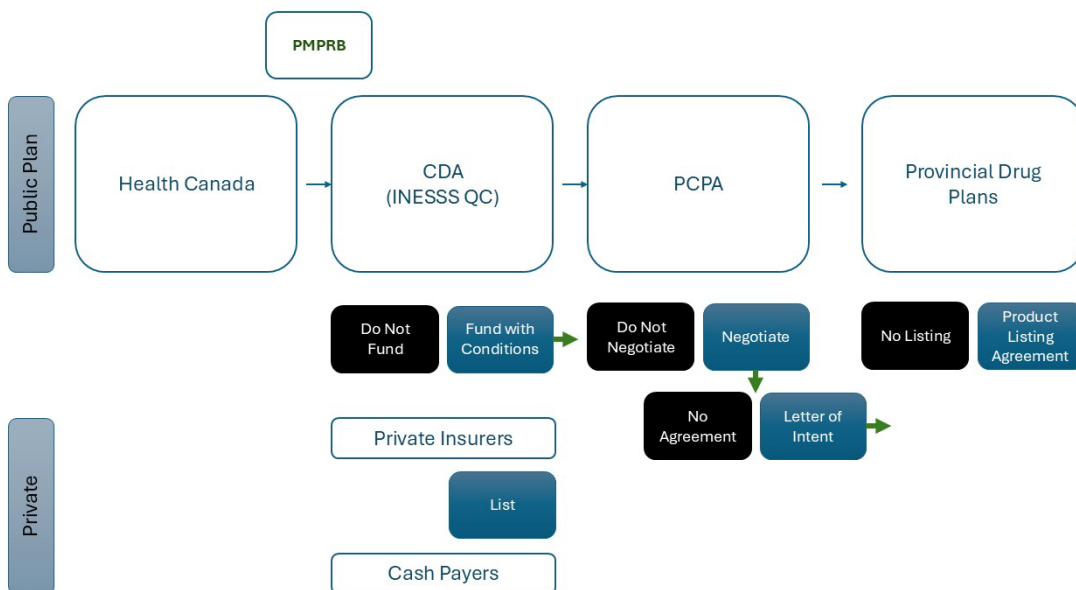 PMPRB
Public Plan
Health Canada
CDA
(INESSS QC)
PCPA
Provincial Drug
Plans
Do Not
Fund
Fund with
Conditions
Do Not
Negotiate
Negotiate
No Listing
Product
Listing
Agreement
No
Agreement
Letter of
Intent
Private
Private Insurers
List
Cash Payers